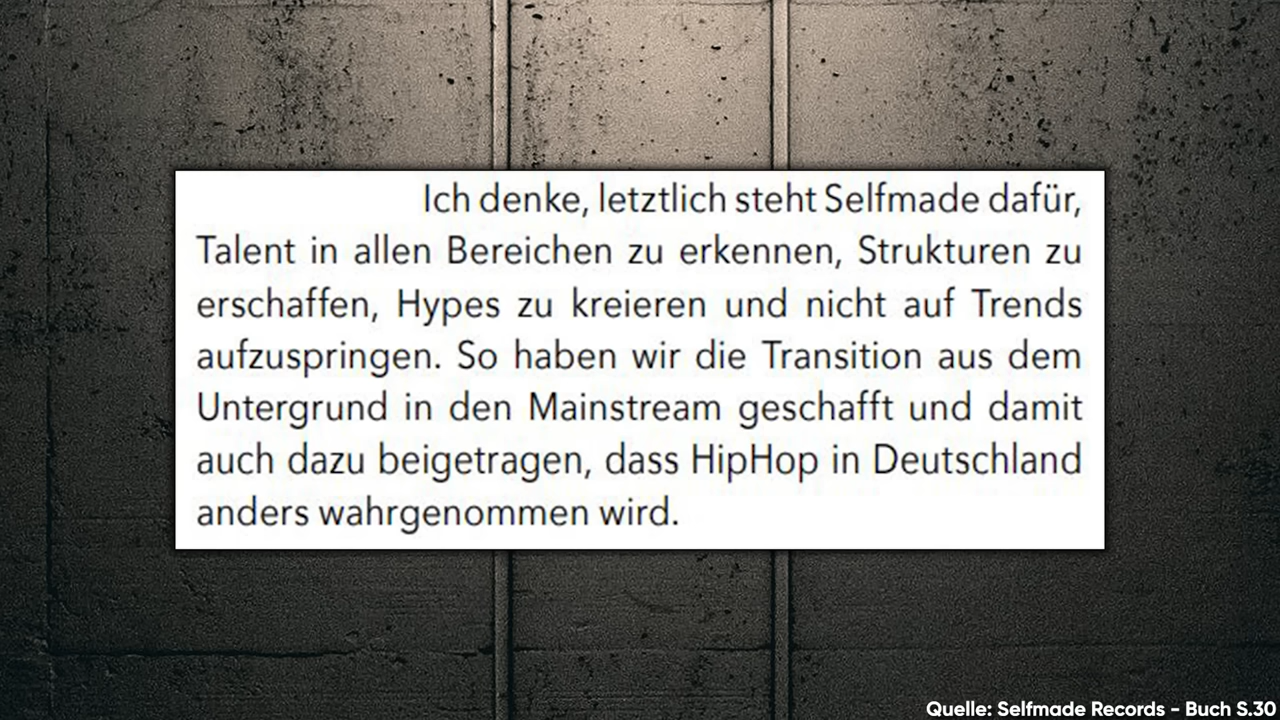 Ich denke, letztlich steht Selfmade dafür,
Talent in allen Bereichen zu erkennen, Strukturen zu
erschaffen, Hypes zu kreieren und nicht auf Trends
aufzuspringen. So haben wir die Transition aus dem
Untergrund in den Mainstream geschafft und damit
auch dazu beigetragen, dass HipHop in Deutschland
anders wahrgenommen wird.
Quelle: Selfmade Records - Buch S.30